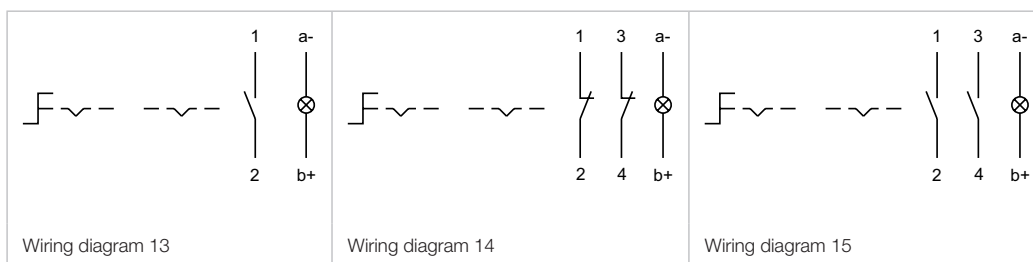 1 a- 1 3 a- 1 3 a-
2 b+ 2 4 b+ 2 4 b+
Wiring diagram 13 Wiring diagram 14 Wiring diagram 15